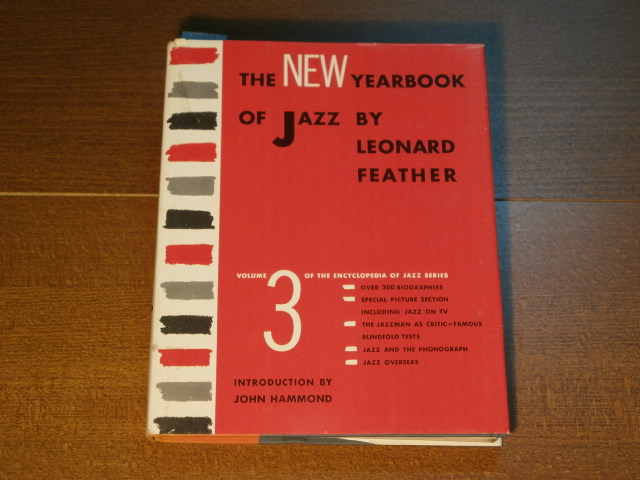 THE NEW YEARBOOK
OF JAZZ BY
LEONARD
FEATHER
VOLUME 3 OF THE ENCYCLOPEDIA OF JAZZ SERIES
OVER 200 BIOGRAPHIES
SPECIAL PICTURE SECTION
INCLUDING JAZZ ON TV
THE JAZZMAN AS CRITIC—FAMOUS
BLINDFOLD TESTS
JAZZ AND THE PHONOGRAPH
JAZZ OVERSEAS
INTRODUCTION BY
JOHN HAMMOND